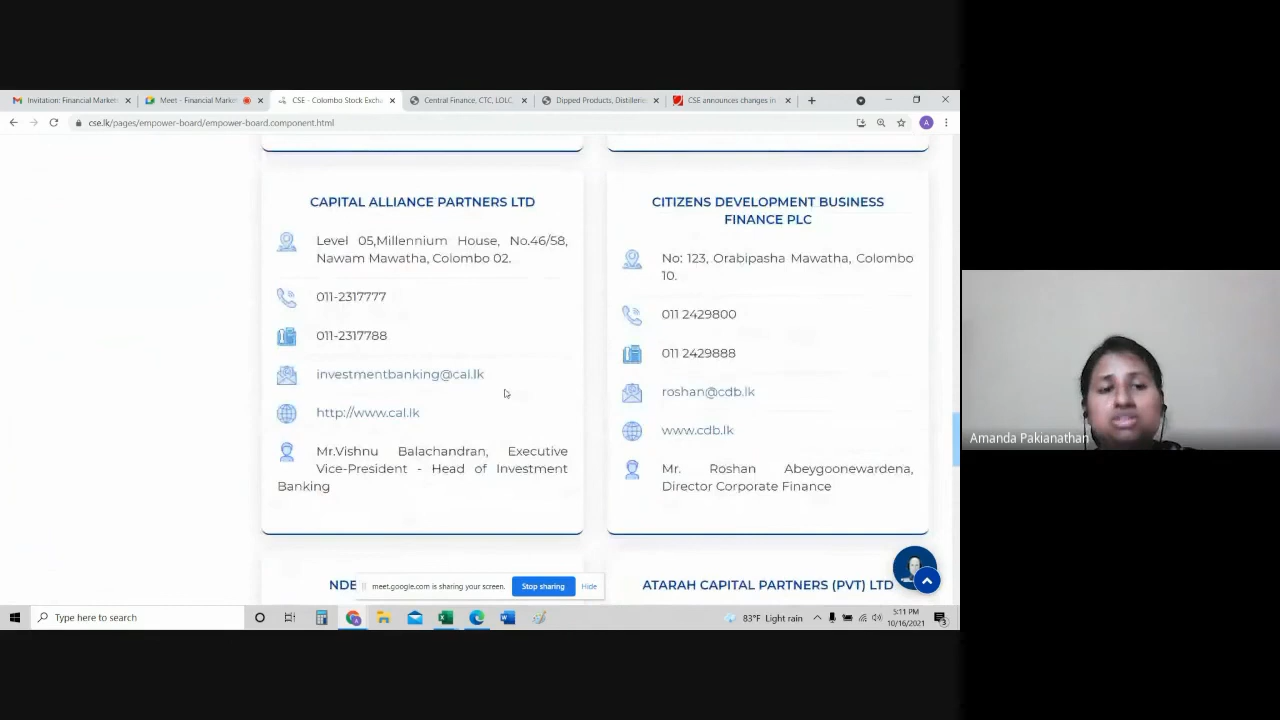 Invitation: Financial Market
Meet - Financial Marke
CSE - Colombo Stock Excha
Central Finance, CTC, LOLC,
Dipped Products, Distillerie
CSE announces changes in
cse.lk/pages/empower-board/empower-board.component.html
A
CAPITAL ALLIANCE PARTNERS LTD
Level 05,Millennium House, No.46/58,
Nawam Mawatha, Colombo 02.
011-2317777
011-2317788
investmentbanking@cal.lk
http://www.cal.lk
Mr.Vishnu Balachandran, Executive
Vice-President - Head of Investment
Banking
CITIZENS DEVELOPMENT BUSINESS
FINANCE PLC
No: 123, Orabipasha Mawatha, Colombo
10.
011 2429800
011 2429888
roshan@cdb.lk
www.cdb.lk
Mr. Roshan Abeygoonewardena,
Director Corporate Finance
NDB
ATARAH CAPITAL PARTNERS (PVT) LTD
meet.google.com is sharing your screen.
Stop sharing
Hide
Type here to search
83°F Light rain
5:11 PM
10/16/2021
3
Amanda Pakianathan